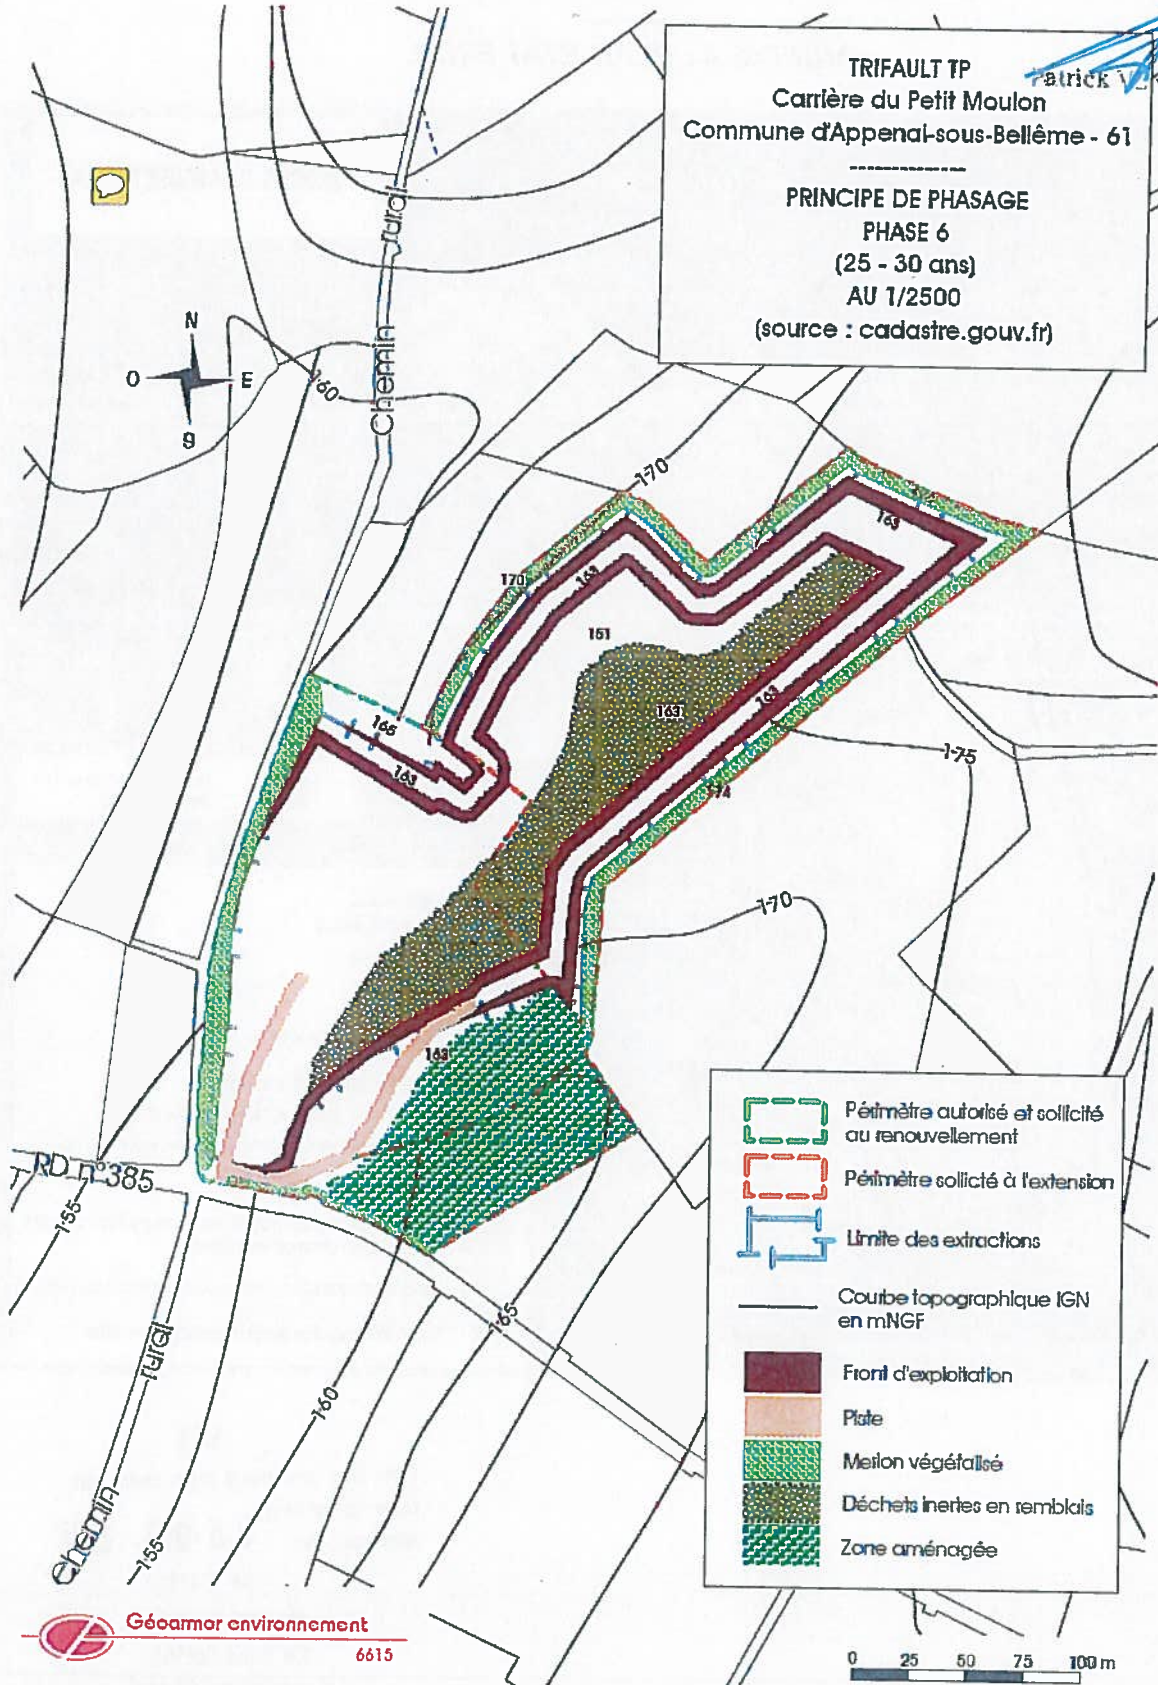 TRIFAULT TP
Patrick
Carrière du Petit Moulon
Commune d'Appenai-sous-Bellême - 61
--------------
PRINCIPE DE PHASAGE
PHASE 6
(25 - 30 ans)
AU 1/2500
(source : cadastre.gouv.fr)
Chemin rural
N
O
E
S
160
170
163
170
163
151
163
163
165
163
174
175
170
163
RD n°385
155
165
160
Chemin rural
155
Périmètre autorisé et sollicité
au renouvellement
Périmètre sollicté à l'extension
Limite des extractions
Courbe topographique IGN
en mNGF
Front d'exploitation
Piste
Merlon végétalisé
Déchets inertes en remblais
Zone aménagée
Géoarmor environnement
6615
0 25 50 75 100 m